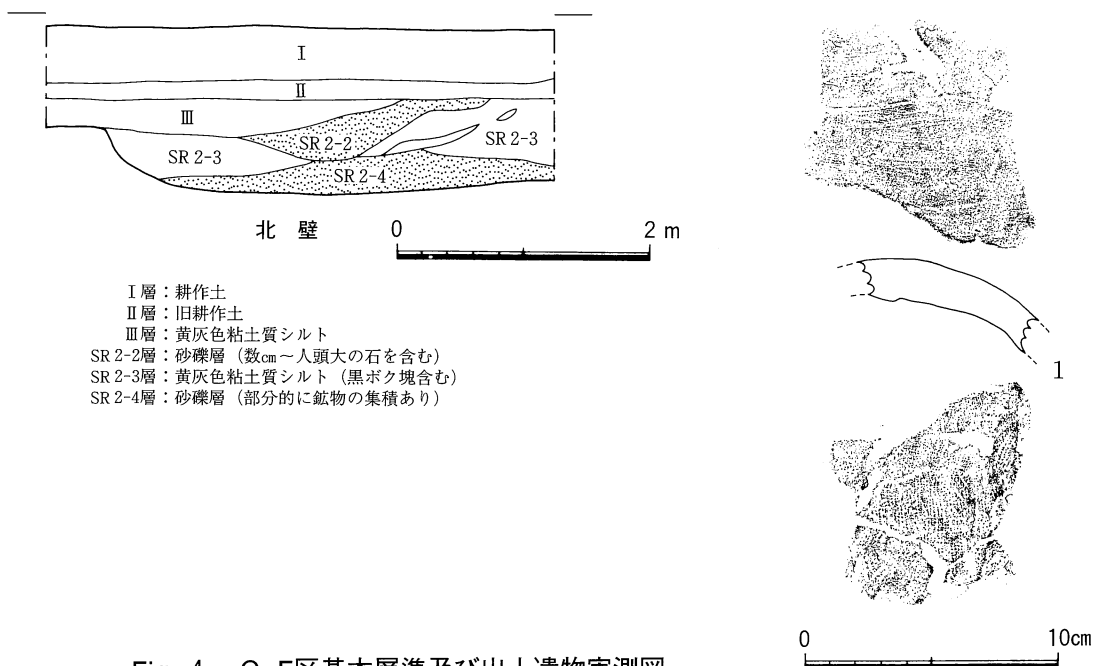 I
II
III
SR 2-2
SR 2-3
SR 2-3
SR 2-4
北 壁
0 2 m
I層：耕作土
II層：旧耕作土
III層：黄灰色粘土質シルト
SR 2-2層：砂礫層（数㎝～人頭大の石を含む）
SR 2-3層：黄灰色粘土質シルト（黒ボク塊含む）
SR 2-4層：砂礫層（部分的に鉱物の集積あり）
1
0 10cm